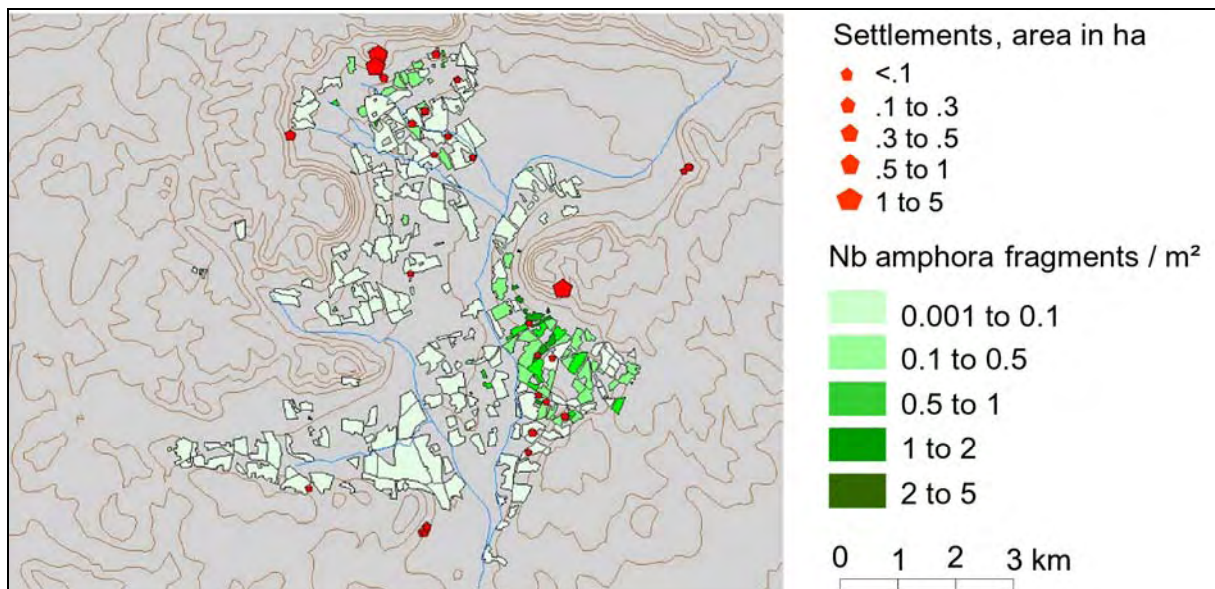 Settlements, area in ha
<.1
.1 to .3
.3 to .5
.5 to 1
1 to 5
Nb amphora fragments / m²
0.001 to 0.1
0.1 to 0.5
0.5 to 1
1 to 2
2 to 5
0 1 2 3 km